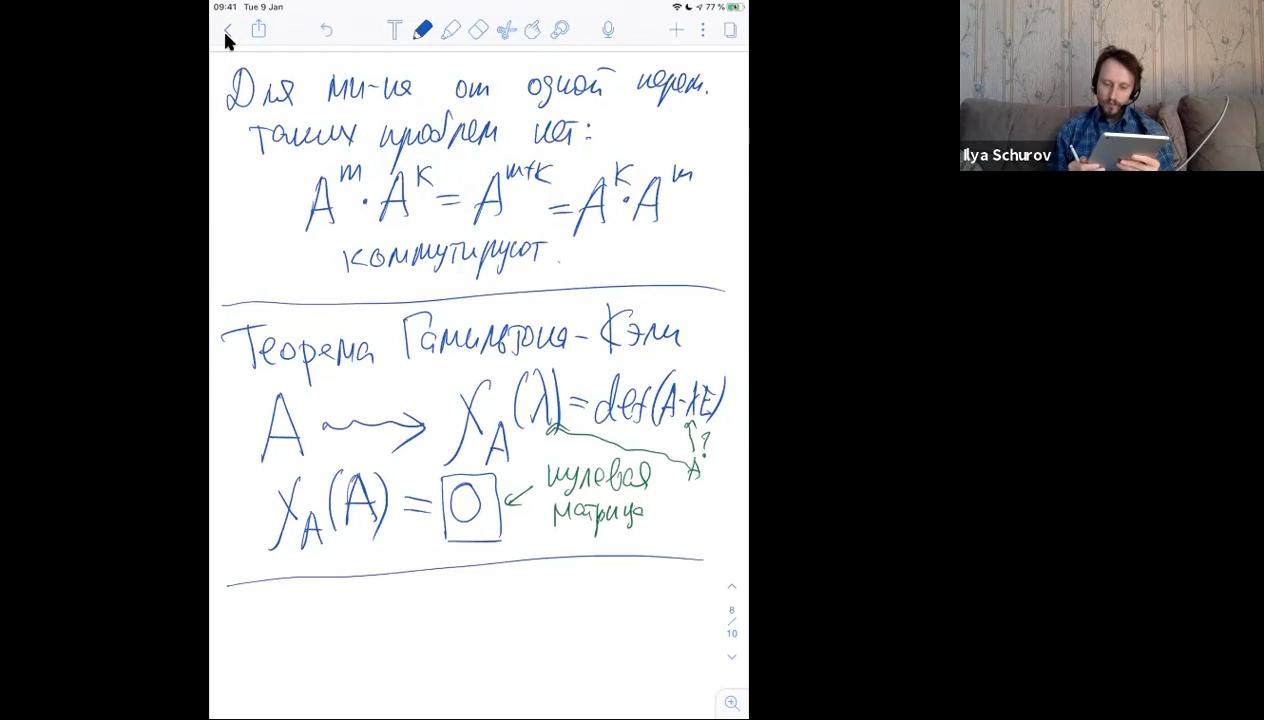 09:41 Tue 9 Jan
77 %
Для мн-на от одной перем.
таких проблем нет:
A^m · A^k = A^{m+k} = A^k · A^m
коммутируют.
Теорема Гамильтона-Кэли
A ⟿ χ_A(λ) = det(A-λE)
?
A
χ_A(A) = 0 ← нулевая
матрица
8
/
10
Ilya Schurov